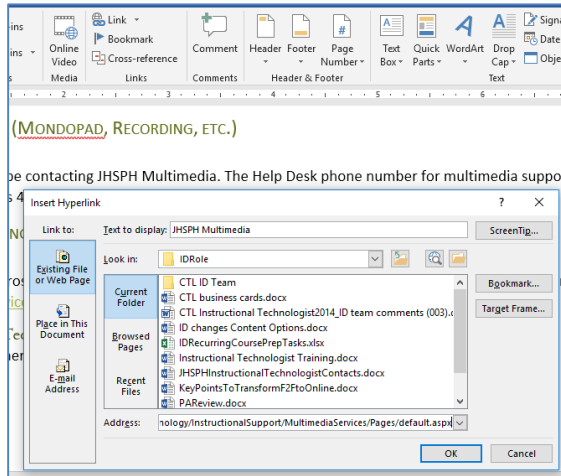 -ins
Link
Signa
Bookmark
Date
ins
Cross-reference
Obje
Online Video
Comment
Header
Footer
Page Number
Text Box
Quick Parts
WordArt
Drop Cap
s
Media
Links
Comments
Header & Footer
Text
2
3
4
5
6
(MONDOPAD, RECORDING, ETC.)
be contacting JHSPH Multimedia. The Help Desk phone number for multimedia suppo
s 4
Insert Hyperlink
?
Link to:
Text to display:
JHSPH Multimedia
ScreenTip...
Look in:
IDRole
Existing File or Web Page
Place in This Document
E-mail Address
Current Folder
Browsed Pages
Recent Files
CTL ID Team
CTL business cards.docx
CTL Instructional Technologist2014_ID team comments (003).c
ID changes Content Options.docx
IDRecurringCoursePrepTasks.xlsx
Instructional Technologist Training.docx
JHSPHInstructionalTechnologistContacts.docx
KeyPointsToTransformF2FtoOnline.docx
PAReview.docx
Bookmark...
Target Frame...
Address:
nology/InstructionalSupport/MultimediaServices/Pages/default.aspx
OK
Cancel